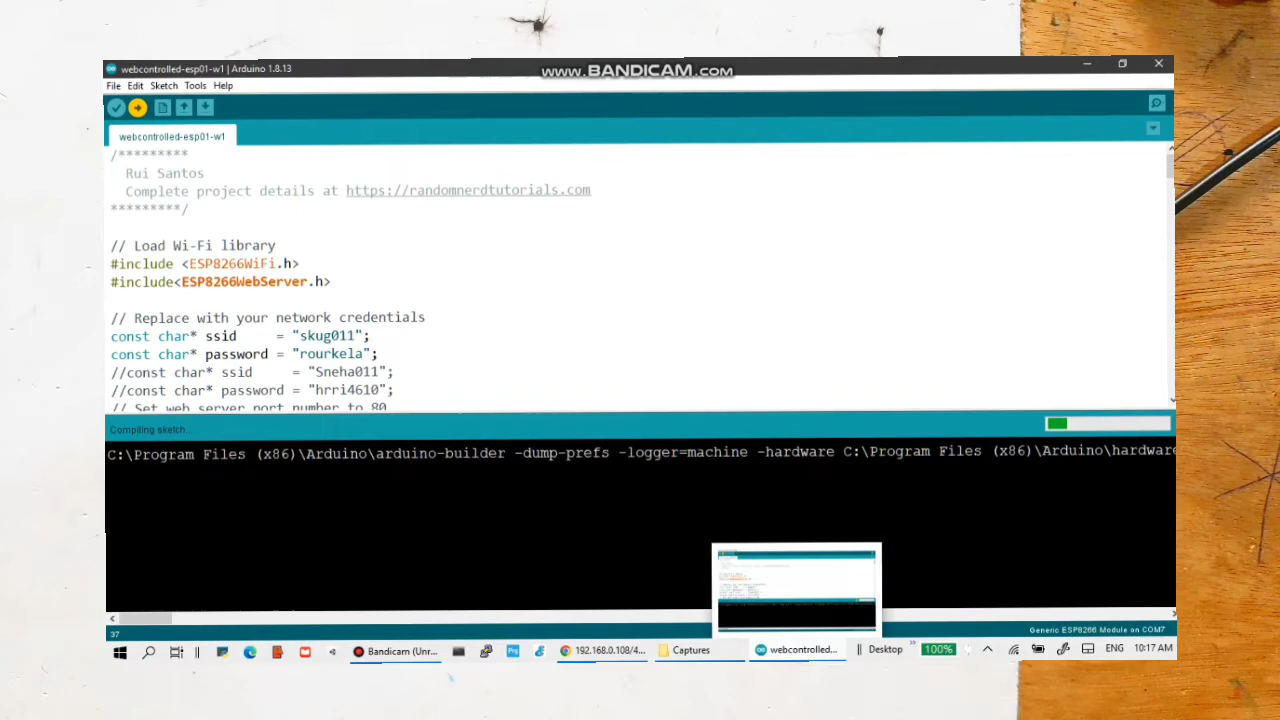 webcontrolled-esp01-w1 | Arduino 1.8.13
www.BANDICAM.com
File Edit Sketch Tools Help
webcontrolled-esp01-w1
/*********
Rui Santos
Complete project details at https://randomnerdtutorials.com
*********/
// Load Wi-Fi library
#include <ESP8266WiFi.h>
#include<ESP8266WebServer.h>
// Replace with your network credentials
const char* ssid     = "skug011";
const char* password = "rourkela";
//const char* ssid     = "Sneha011";
//const char* password = "hrri4610";
// Set web server port number to 80
Compiling sketch...
C:\Program Files (x86)\Arduino\arduino-builder -dump-prefs -logger=machine -hardware C:\Program Files (x86)\Arduino\hardware
37
Generic ESP8266 Module on COM7
Bandicam (Unr...
192.168.0.108/4...
Captures
webcontrolled...
Desktop
100%
ENG
10:17 AM